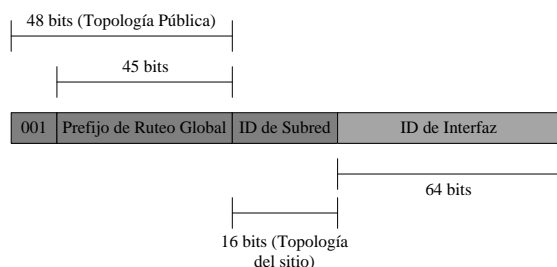 48 bits (Topología Pública)
45 bits
001 Prefijo de Ruteo Global ID de Subred ID de Interfaz
64 bits
16 bits (Topología
del sitio)